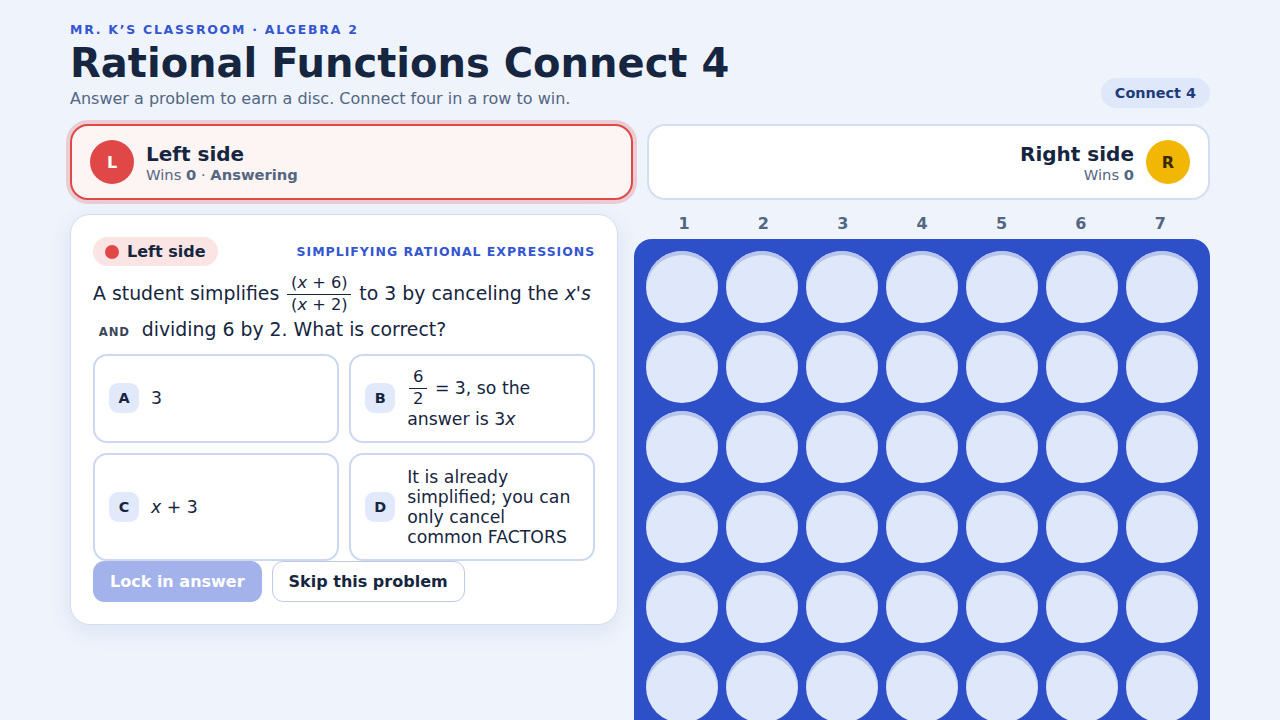 MR. K’S CLASSROOM · ALGEBRA 2
Rational Functions Connect 4
Answer a problem to earn a disc. Connect four in a row to win.
Connect 4
L
Left side
Wins 0 · Answering
Right side
Wins 0
R
Left side
SIMPLIFYING RATIONAL EXPRESSIONS
A student simplifies (x + 6)/(x + 2) to 3 by canceling the x's
AND dividing 6 by 2. What is correct?
A 3
B 6/2 = 3, so the
answer is 3x
C x + 3
D It is already
simplified; you can
only cancel
common FACTORS
Lock in answer
Skip this problem
1 2 3 4 5 6 7